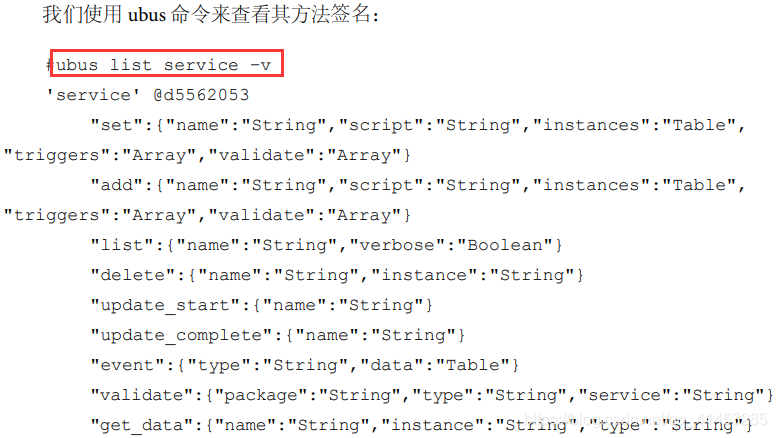 我们使用 ubus 命令来查看其方法签名：
#ubus list service -v
'service' @d5562053
"set":{"name":"String","script":"String","instances":"Table",
"triggers":"Array","validate":"Array"}
"add":{"name":"String","script":"String","instances":"Table",
"triggers":"Array","validate":"Array"}
"list":{"name":"String","verbose":"Boolean"}
"delete":{"name":"String","instance":"String"}
"update_start":{"name":"String"}
"update_complete":{"name":"String"}
"event":{"type":"String","data":"Table"}
"validate":{"package":"String","type":"String","service":"String"}
"get_data":{"name":"String","instance":"String","type":"String"}